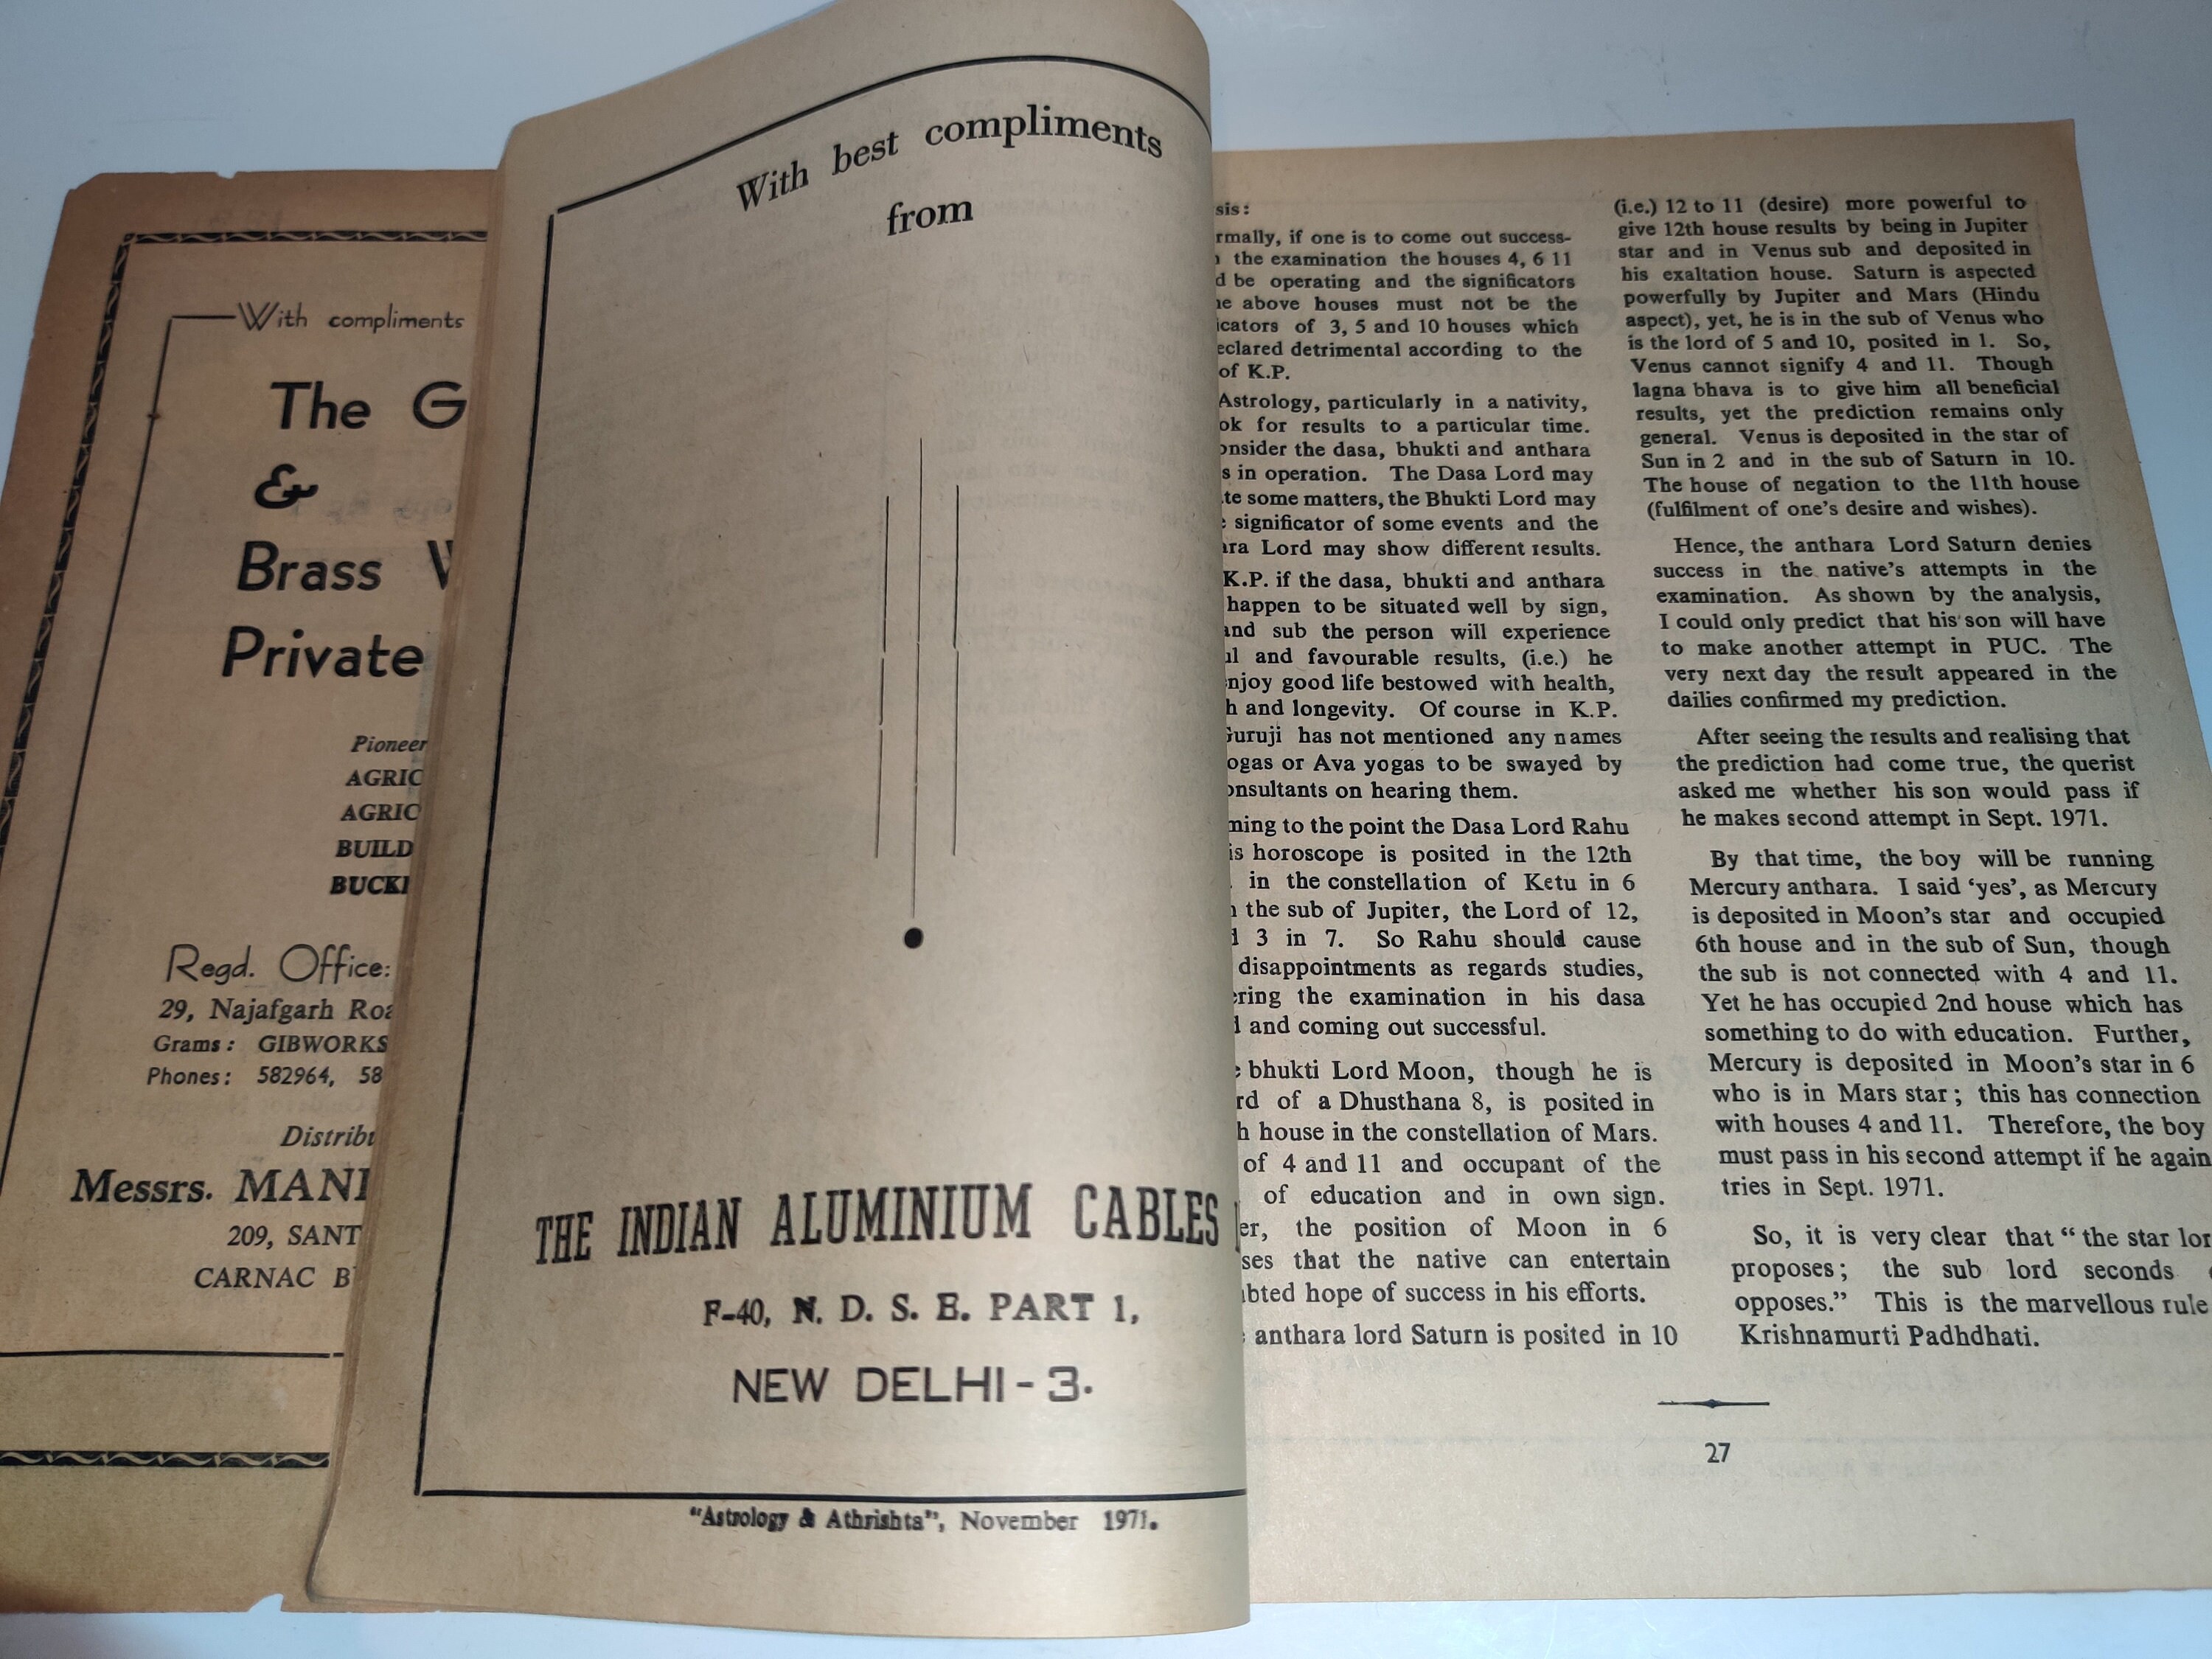 With compliments
The G
&
Brass
Private
Pioneer
AGRIC
AGRIC
BUILD
BUCK
Regd. Office:
29, Najafgarh Roa
Grams: GIBWORKS
Phones: 582964, 58
Distribu
Messrs. MANI
209, SANT
CARNAC B
With best compliments
from
THE INDIAN ALUMINIUM CABLES
F-40, N. D. S. E. PART 1,
NEW DELHI-3.
"Astrology & Athrishta", November 1971.
sis:
rmally, if one is to come out success-
the examination the houses 4, 6 11
d be operating and the significators
he above houses must not be the
icators of 3, 5 and 10 houses which
eclared detrimental according to the
of K.P.
Astrology, particularly in a nativity,
ok for results to a particular time.
onsider the dasa, bhukti and anthara
s in operation. The Dasa Lord may
te some matters, the Bhukti Lord may
significator of some events and the
ara Lord may show different results.
K.P. if the dasa, bhukti and anthara
happen to be situated well by sign,
and sub the person will experience
ul and favourable results, (i.e.) he
enjoy good life bestowed with health,
h and longevity. Of course in K.P.
Guruji has not mentioned any names
ogas or Ava yogas to be swayed by
onsultants on hearing them.
ming to the point the Dasa Lord Rahu
is horoscope is posited in the 12th
in the constellation of Ketu in 6
the sub of Jupiter, the Lord of 12,
d 3 in 7. So Rahu should cause
disappointments as regards studies,
ering the examination in his dasa
d and coming out successful.
bhukti Lord Moon, though he is
rd of a Dhusthana 8, is posited in
h house in the constellation of Mars.
of 4 and 11 and occupant of the
of education and in own sign.
er, the position of Moon in 6
ses that the native can entertain
bted hope of success in his efforts.
anthara lord Saturn is posited in 10
(i.e.) 12 to 11 (desire) more powerful to
give 12th house results by being in Jupiter
star and in Venus sub and deposited in
his exaltation house. Saturn is aspected
powerfully by Jupiter and Mars (Hindu
aspect), yet, he is in the sub of Venus who
is the lord of 5 and 10, posited in 1. So,
Venus cannot signify 4 and 11. Though
lagna bhava is to give him all beneficial
results, yet the prediction remains only
general. Venus is deposited in the star of
Sun in 2 and in the sub of Saturn in 10.
The house of negation to the 11th house
(fulfilment of one's desire and wishes).
Hence, the anthara Lord Saturn denies
success in the native's attempts in the
examination. As shown by the analysis,
I could only predict that his son will have
to make another attempt in PUC. The
very next day the result appeared in the
dailies confirmed my prediction.
After seeing the results and realising that
the prediction had come true, the querist
asked me whether his son would pass if
he makes second attempt in Sept. 1971.
By that time, the boy will be running
Mercury anthara. I said 'yes', as Mercury
is deposited in Moon's star and occupied
6th house and in the sub of Sun, though
the sub is not connected with 4 and 11.
Yet he has occupied 2nd house which has
something to do with education. Further,
Mercury is deposited in Moon's star in 6
who is in Mars star; this has connection
with houses 4 and 11. Therefore, the boy
must pass in his second attempt if he again
tries in Sept. 1971.
So, it is very clear that "the star lor
proposes; the sub lord seconds
opposes." This is the marvellous rule
Krishnamurti Padhdhati.
27